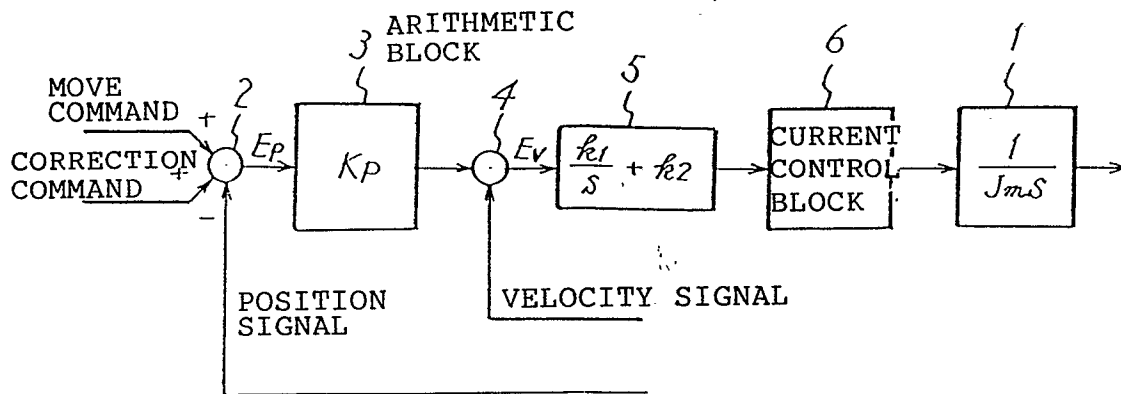 3 ARITHMETIC
BLOCK
MOVE
COMMAND
+
2
CORRECTION
+
COMMAND
−
Ep
Kp
4
Ev
5
k1
s
+ k2
6
CURRENT
CONTROL
BLOCK
1
1
Jms
POSITION
SIGNAL
VELOCITY SIGNAL